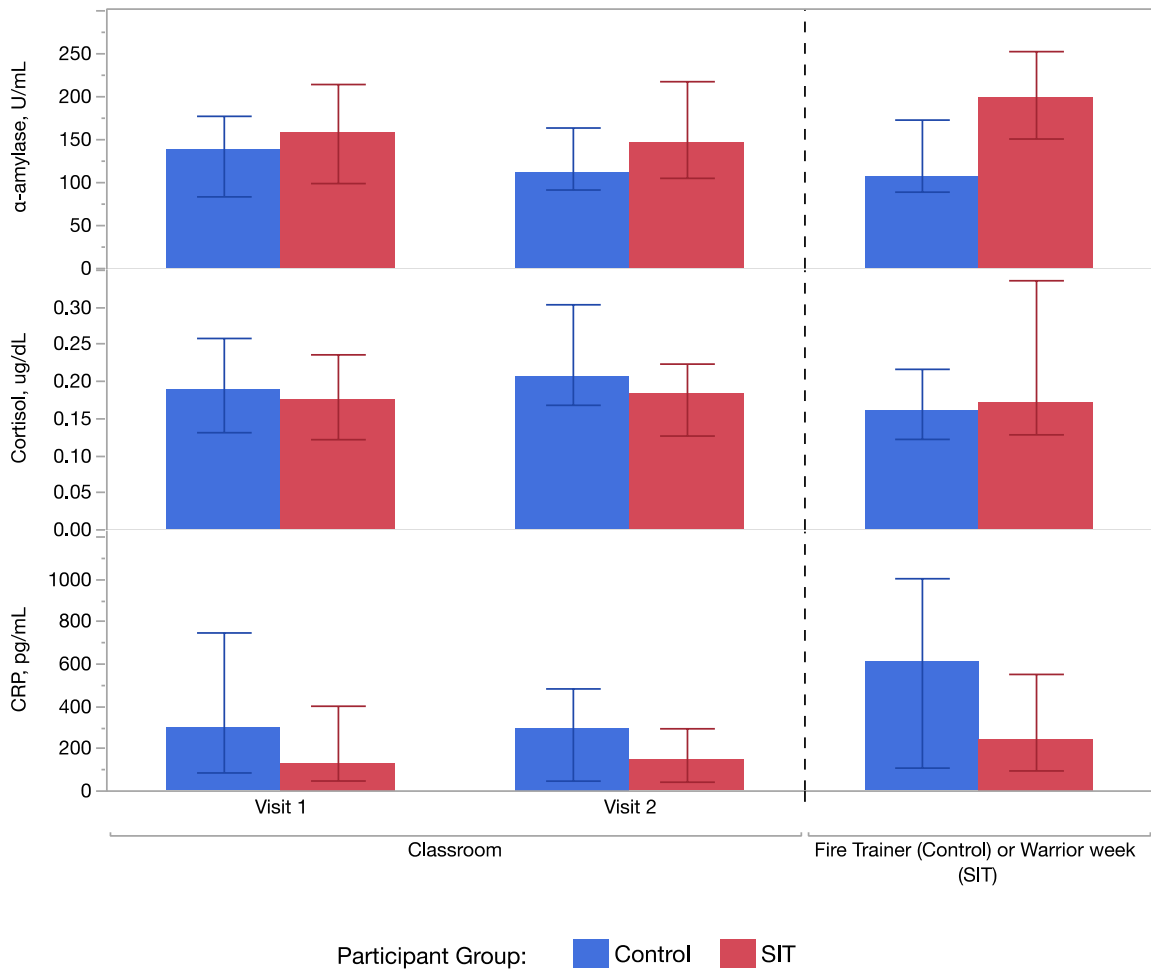 α-amylase, U/mL
250
200
150
100
50
0
Cortisol, ug/dL
0.30
0.25
0.20
0.15
0.10
0.05
0.00
CRP, pg/mL
1000
800
600
400
200
0
Visit 1
Visit 2
Classroom
Fire Trainer (Control) or Warrior week
(SIT)
Participant Group: Control SIT